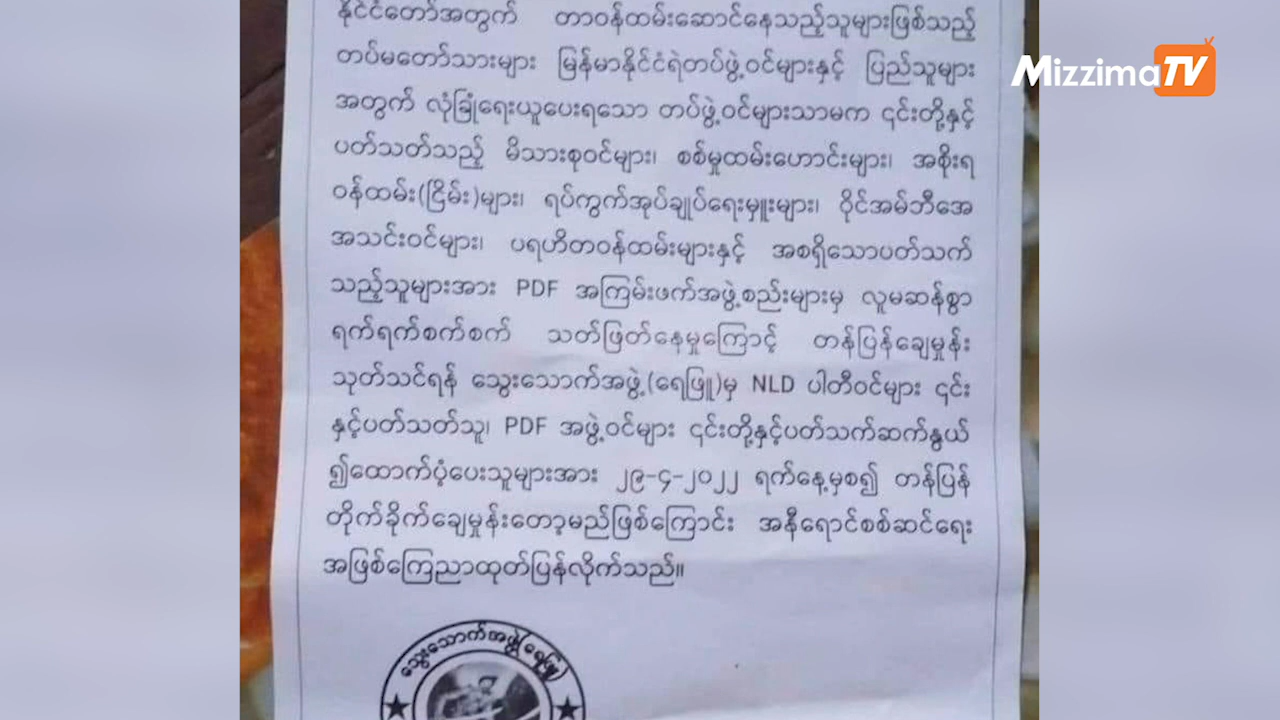 နိုင်ငံတော်အတွက် တာဝန်ထမ်းဆောင်နေသည့်သူများဖြစ်သည့်
တပ်မတော်သားများ မြန်မာနိုင်ငံရဲတပ်ဖွဲ့ဝင်များနှင့် ပြည်သူများ
MizzimaTV
အတွက် လုံခြုံရေးယူပေးရသော တပ်ဖွဲ့ဝင်များသာမက ၎င်းတို့နှင့်
ပတ်သတ်သည့် မိသားစုဝင်များ၊ စစ်မှုထမ်းဟောင်းများ၊ အစိုးရ
ဝန်ထမ်း(ငြိမ်း)များ၊ ရပ်ကွက်အုပ်ချုပ်ရေးမှူးများ၊ ဝိုင်အမ်ဘီအေ
အသင်းဝင်များ၊ ပရဟိတဝန်ထမ်းများနှင့် အစရှိသောပတ်သက်
သည့်သူများအား PDF အကြမ်းဖက်အဖွဲ့စည်းများမှ လူမဆန်စွာ
ရက်ရက်စက်စက် သတ်ဖြတ်နေမှုကြောင့် တန်ပြန်ချေမှုန်း
သုတ်သင်ရန် သွေးသောက်အဖွဲ့(ရေဖြူ)မှ NLD ပါတီဝင်များ ၎င်း
နှင့်ပတ်သတ်သူ၊ PDF အဖွဲ့ဝင်များ ၎င်းတို့နှင့်ပတ်သက်ဆက်နွယ်
၍ထောက်ပံ့ပေးသူများအား ၂၉-၄-၂၀၂၂ ရက်နေ့မှစ၍ တန်ပြန်
တိုက်ခိုက်ချေမှုန်းတော့မည်ဖြစ်ကြောင်း အနီရောင်စစ်ဆင်ရေး
အဖြစ်ကြေညာထုတ်ပြန်လိုက်သည်။
သွေးသောက်အဖွဲ့(ရေဖြူ)